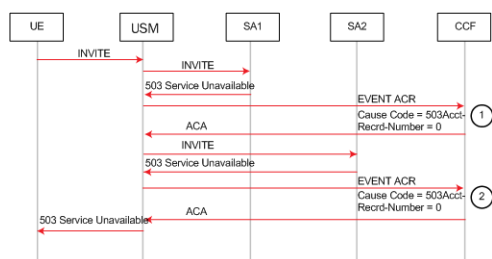 UE USM SA1 SA2 CCF
INVITE
INVITE
503 Service Unavailable
EVENT ACR
Cause Code = 503Acct-
Recrd-Number = 0
1
ACA
INVITE
503 Service Unavailable
EVENT ACR
Cause Code = 503Acct-
Recrd-Number = 0
2
ACA
503 Service Unavailable